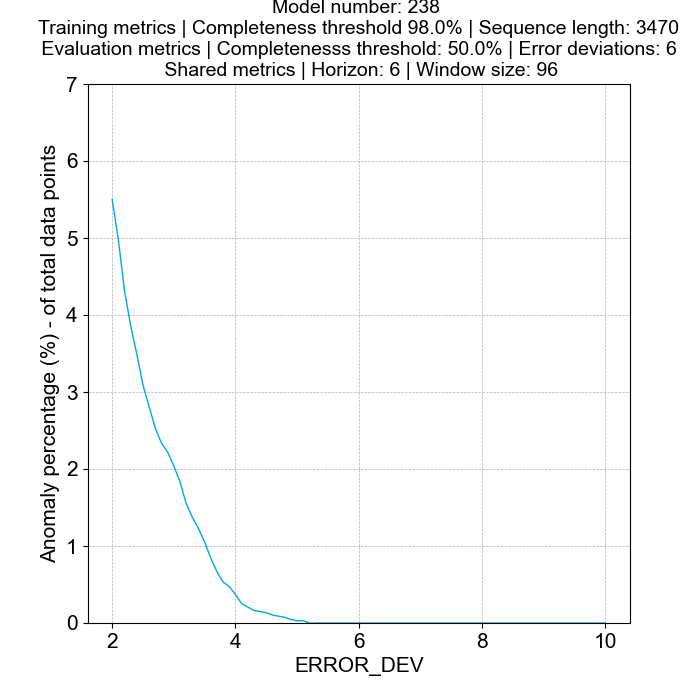 Model number: 238
Training metrics | Completeness threshold 98.0% | Sequence length: 3470
Evaluation metrics | Completenesss threshold: 50.0% | Error deviations: 6
Shared metrics | Horizon: 6 | Window size: 96
Anomaly percentage (%) - of total data points
7
6
5
4
3
2
1
0
2 4 6 8 10
ERROR_DEV